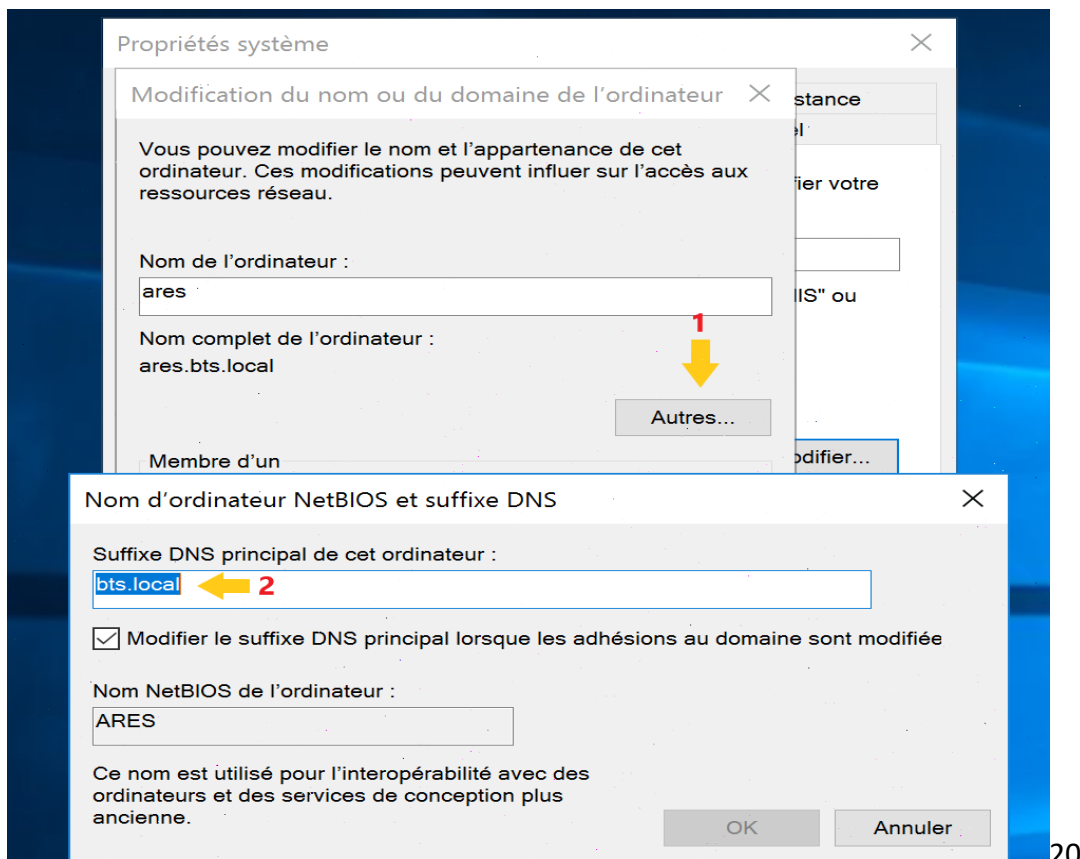 Propriétés système
Modification du nom ou du domaine de l'ordinateur
stance
el
Vous pouvez modifier le nom et l'appartenance de cet
ordinateur. Ces modifications peuvent influer sur l'accès aux
ressources réseau.
ier votre
Nom de l'ordinateur :
ares
IIS" ou
1
Nom complet de l'ordinateur :
ares.bts.local
Autres...
Membre d'un
odifier...
Nom d'ordinateur NetBIOS et suffixe DNS
Suffixe DNS principal de cet ordinateur :
bts.local 2
Modifier le suffixe DNS principal lorsque les adhésions au domaine sont modifiée
Nom NetBIOS de l'ordinateur :
ARES
Ce nom est utilisé pour l'interopérabilité avec des
ordinateurs et des services de conception plus
ancienne.
OK Annuler
20